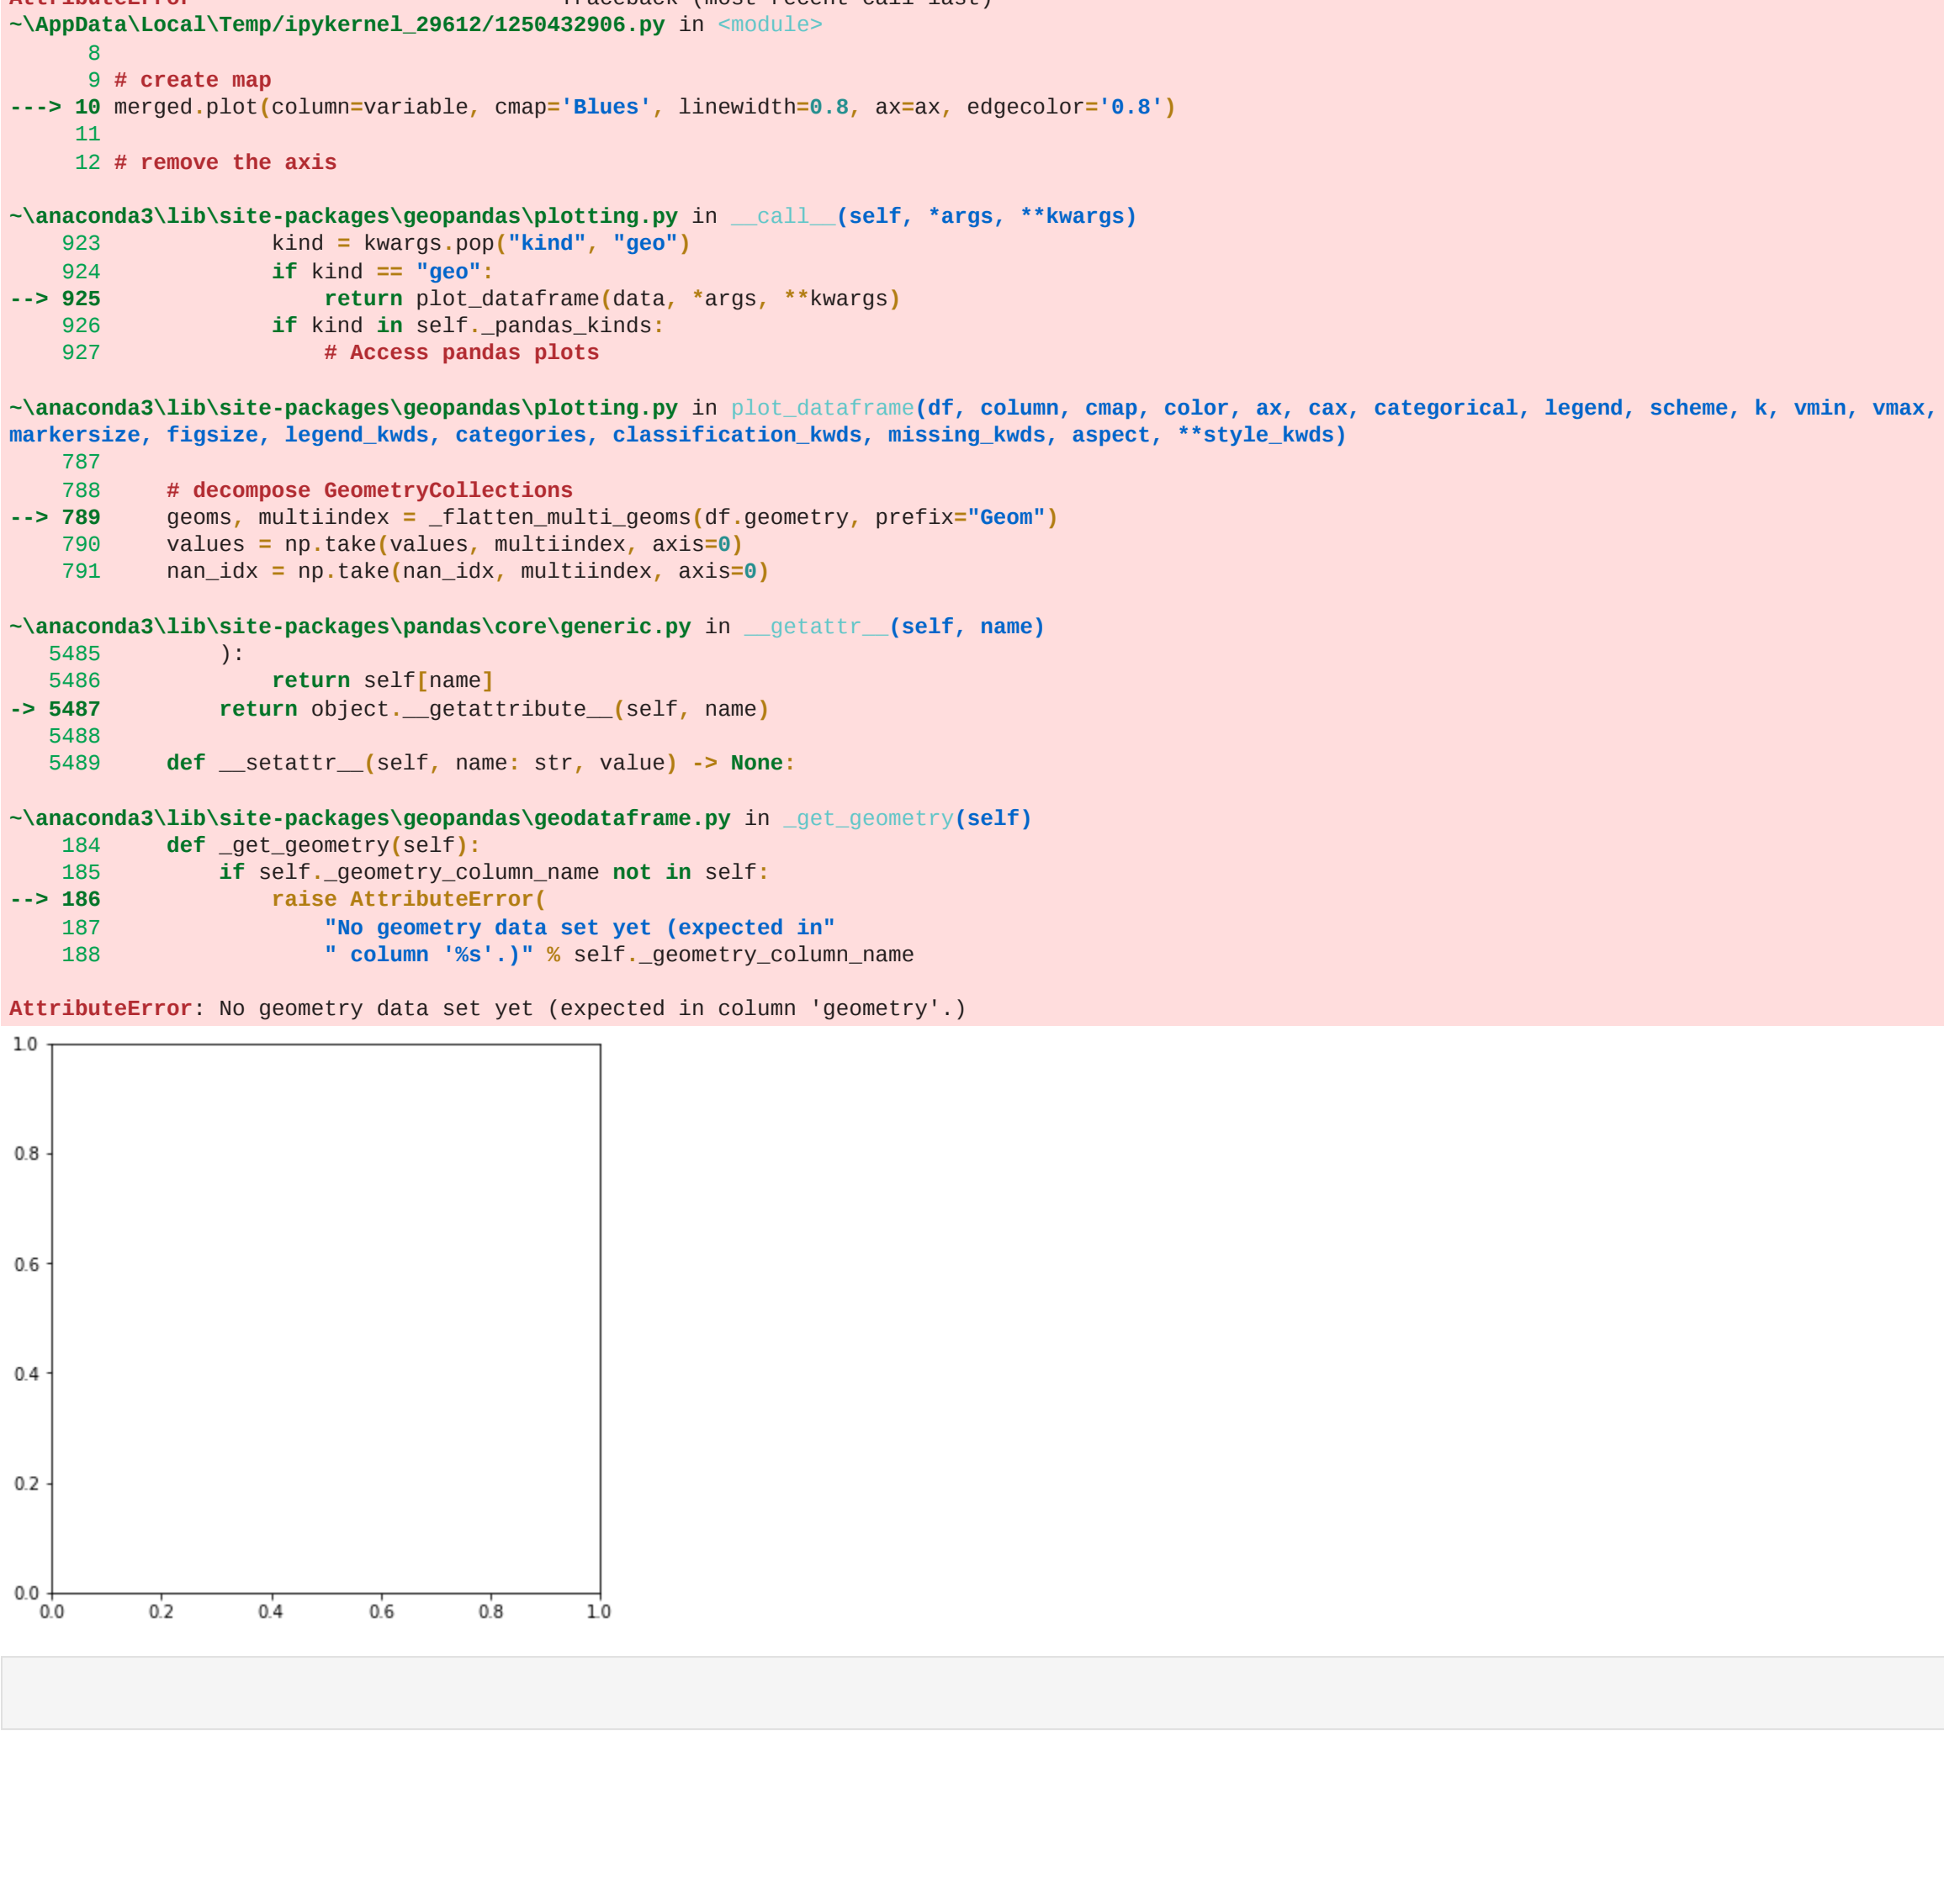 AttributeError Traceback (most recent call last)
~\AppData\Local\Temp/ipykernel_29612/1250432906.py in <module>
8
9 # create map
---> 10 merged.plot(column=variable, cmap='Blues', linewidth=0.8, ax=ax, edgecolor='0.8')
11
12 # remove the axis
~\anaconda3\lib\site-packages\geopandas\plotting.py in __call__(self, *args, **kwargs)
923 kind = kwargs.pop("kind", "geo")
924 if kind == "geo":
--> 925 return plot_dataframe(data, *args, **kwargs)
926 if kind in self._pandas_kinds:
927 # Access pandas plots
~\anaconda3\lib\site-packages\geopandas\plotting.py in plot_dataframe(df, column, cmap, color, ax, cax, categorical, legend, scheme, k, vmin, vmax,
markersize, figsize, legend_kwds, categories, classification_kwds, missing_kwds, aspect, **style_kwds)
787
788 # decompose GeometryCollections
--> 789 geoms, multiindex = _flatten_multi_geoms(df.geometry, prefix="Geom")
790 values = np.take(values, multiindex, axis=0)
791 nan_idx = np.take(nan_idx, multiindex, axis=0)
~\anaconda3\lib\site-packages\pandas\core\generic.py in __getattr__(self, name)
5485 ):
5486 return self[name]
-> 5487 return object.__getattribute__(self, name)
5488
5489 def __setattr__(self, name: str, value) -> None:
~\anaconda3\lib\site-packages\geopandas\geodataframe.py in _get_geometry(self)
184 def _get_geometry(self):
185 if self._geometry_column_name not in self:
--> 186 raise AttributeError(
187 "No geometry data set yet (expected in"
188 " column '%s'.)" % self._geometry_column_name
AttributeError: No geometry data set yet (expected in column 'geometry'.)
1.0
0.8
0.6
0.4
0.2
0.0
0.0 0.2 0.4 0.6 0.8 1.0